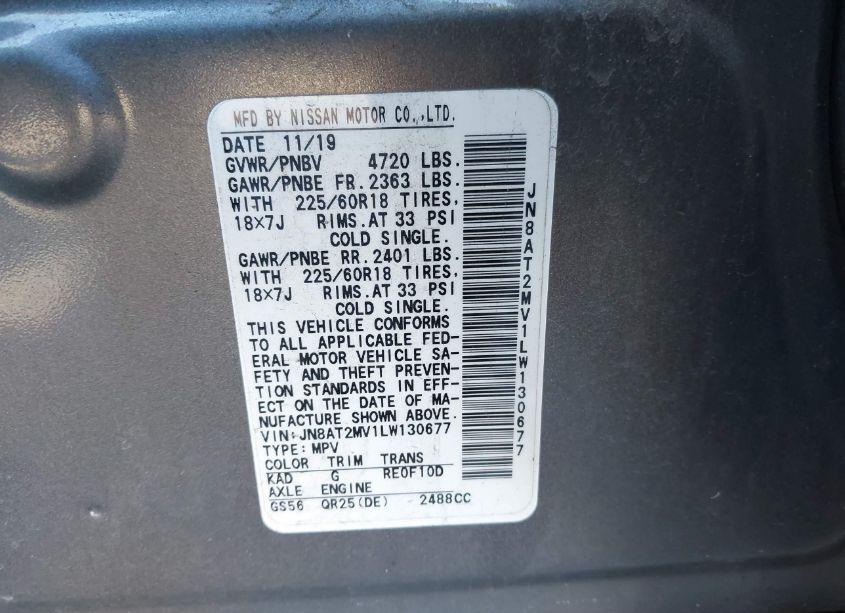 MFD BY NISSAN MOTOR CO.,LTD.
DATE 11/19
GVWR/PNBV 4720 LBS.
GAWR/PNBE FR. 2363 LBS.
WITH 225/60R18 TIRES,
18×7J RIMS.AT 33 PSI
COLD SINGLE.
GAWR/PNBE RR. 2401 LBS.
WITH 225/60R18 TIRES,
18×7J RIMS.AT 33 PSI
COLD SINGLE.
THIS VEHICLE CONFORMS
TO ALL APPLICABLE FED-
ERAL MOTOR VEHICLE SA-
FETY AND THEFT PREVEN-
TION STANDARDS IN EFF-
ECT ON THE DATE OF MA-
NUFACTURE SHOWN ABOVE.
VIN:JN8AT2MV1LW130677
TYPE:MPV
COLOR TRIM TRANS
KAD G RE0F10D
AXLE ENGINE
GS56 QR25(DE) 2488CC
JN8AT2MV1LW130677